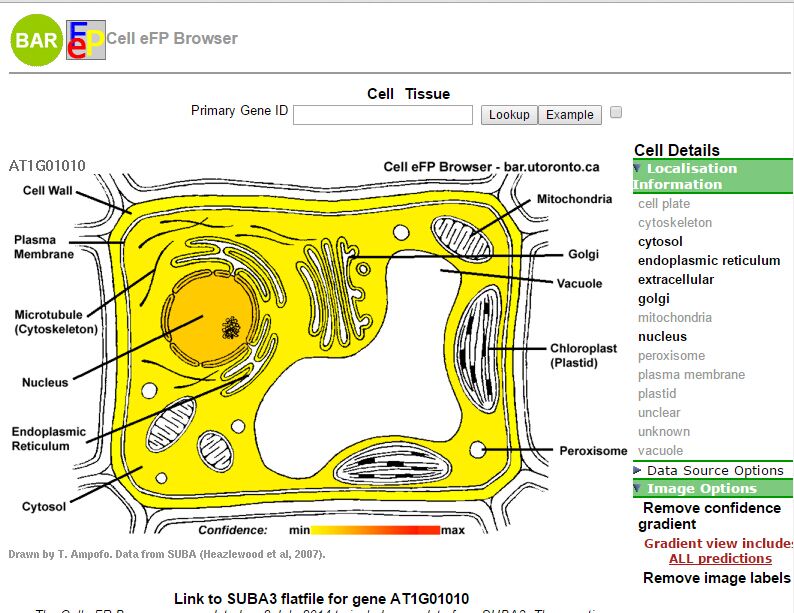 BAR eFP Cell eFP Browser
Cell Tissue
Primary Gene ID Lookup Example
AT1G01010
Cell eFP Browser - bar.utoronto.ca
Cell Wall
Plasma
Membrane
Microtubule
(Cytoskeleton)
Nucleus
Endoplasmic
Reticulum
Cytosol
Mitochondria
Golgi
Vacuole
Chloroplast
(Plastid)
Peroxisome
Confidence: min max
Drawn by T. Ampofo. Data from SUBA (Heazlewood et al, 2007).
Link to SUBA3 flatfile for gene AT1G01010
Cell Details
Localisation
Information
cell plate
cytoskeleton
cytosol
endoplasmic reticulum
extracellular
golgi
mitochondria
nucleus
peroxisome
plasma membrane
plastid
unclear
unknown
vacuole
Data Source Options
Image Options
Remove confidence
gradient
Gradient view includes
ALL predictions
Remove image labels